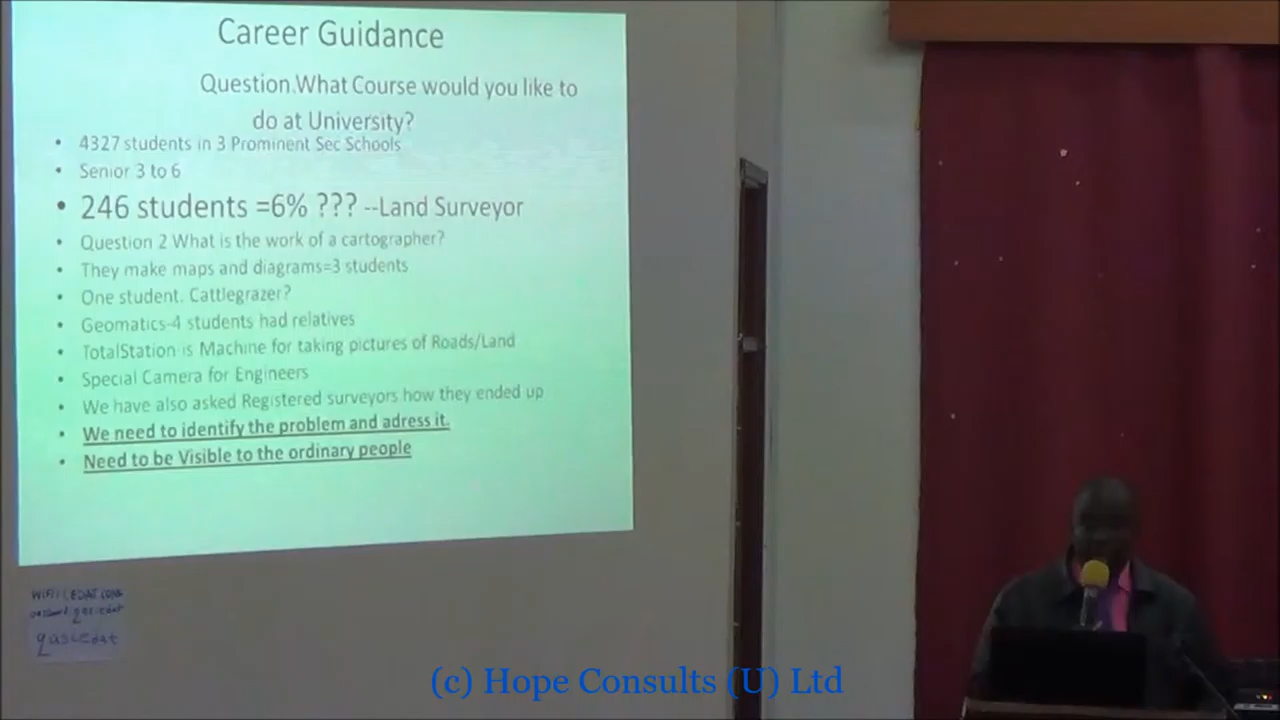 Career Guidance
Question.What Course would you like to
do at University?
• 4327 students in 3 Prominent Sec Schools
• Senior 3 to 6
• 246 students =6% ??? --Land Surveyor
• Question 2 What is the work of a cartographer?
• They make maps and diagrams=3 students
• One student. Cattlegrazer?
• Geomatics-4 students had relatives
• TotalStation is Machine for taking pictures of Roads/Land
• Special Camera for Engineers
• We have also asked Registered surveyors how they ended up
• We need to identify the problem and adress it.
• Need to be Visible to the ordinary people
(c) Hope Consults (U) Ltd